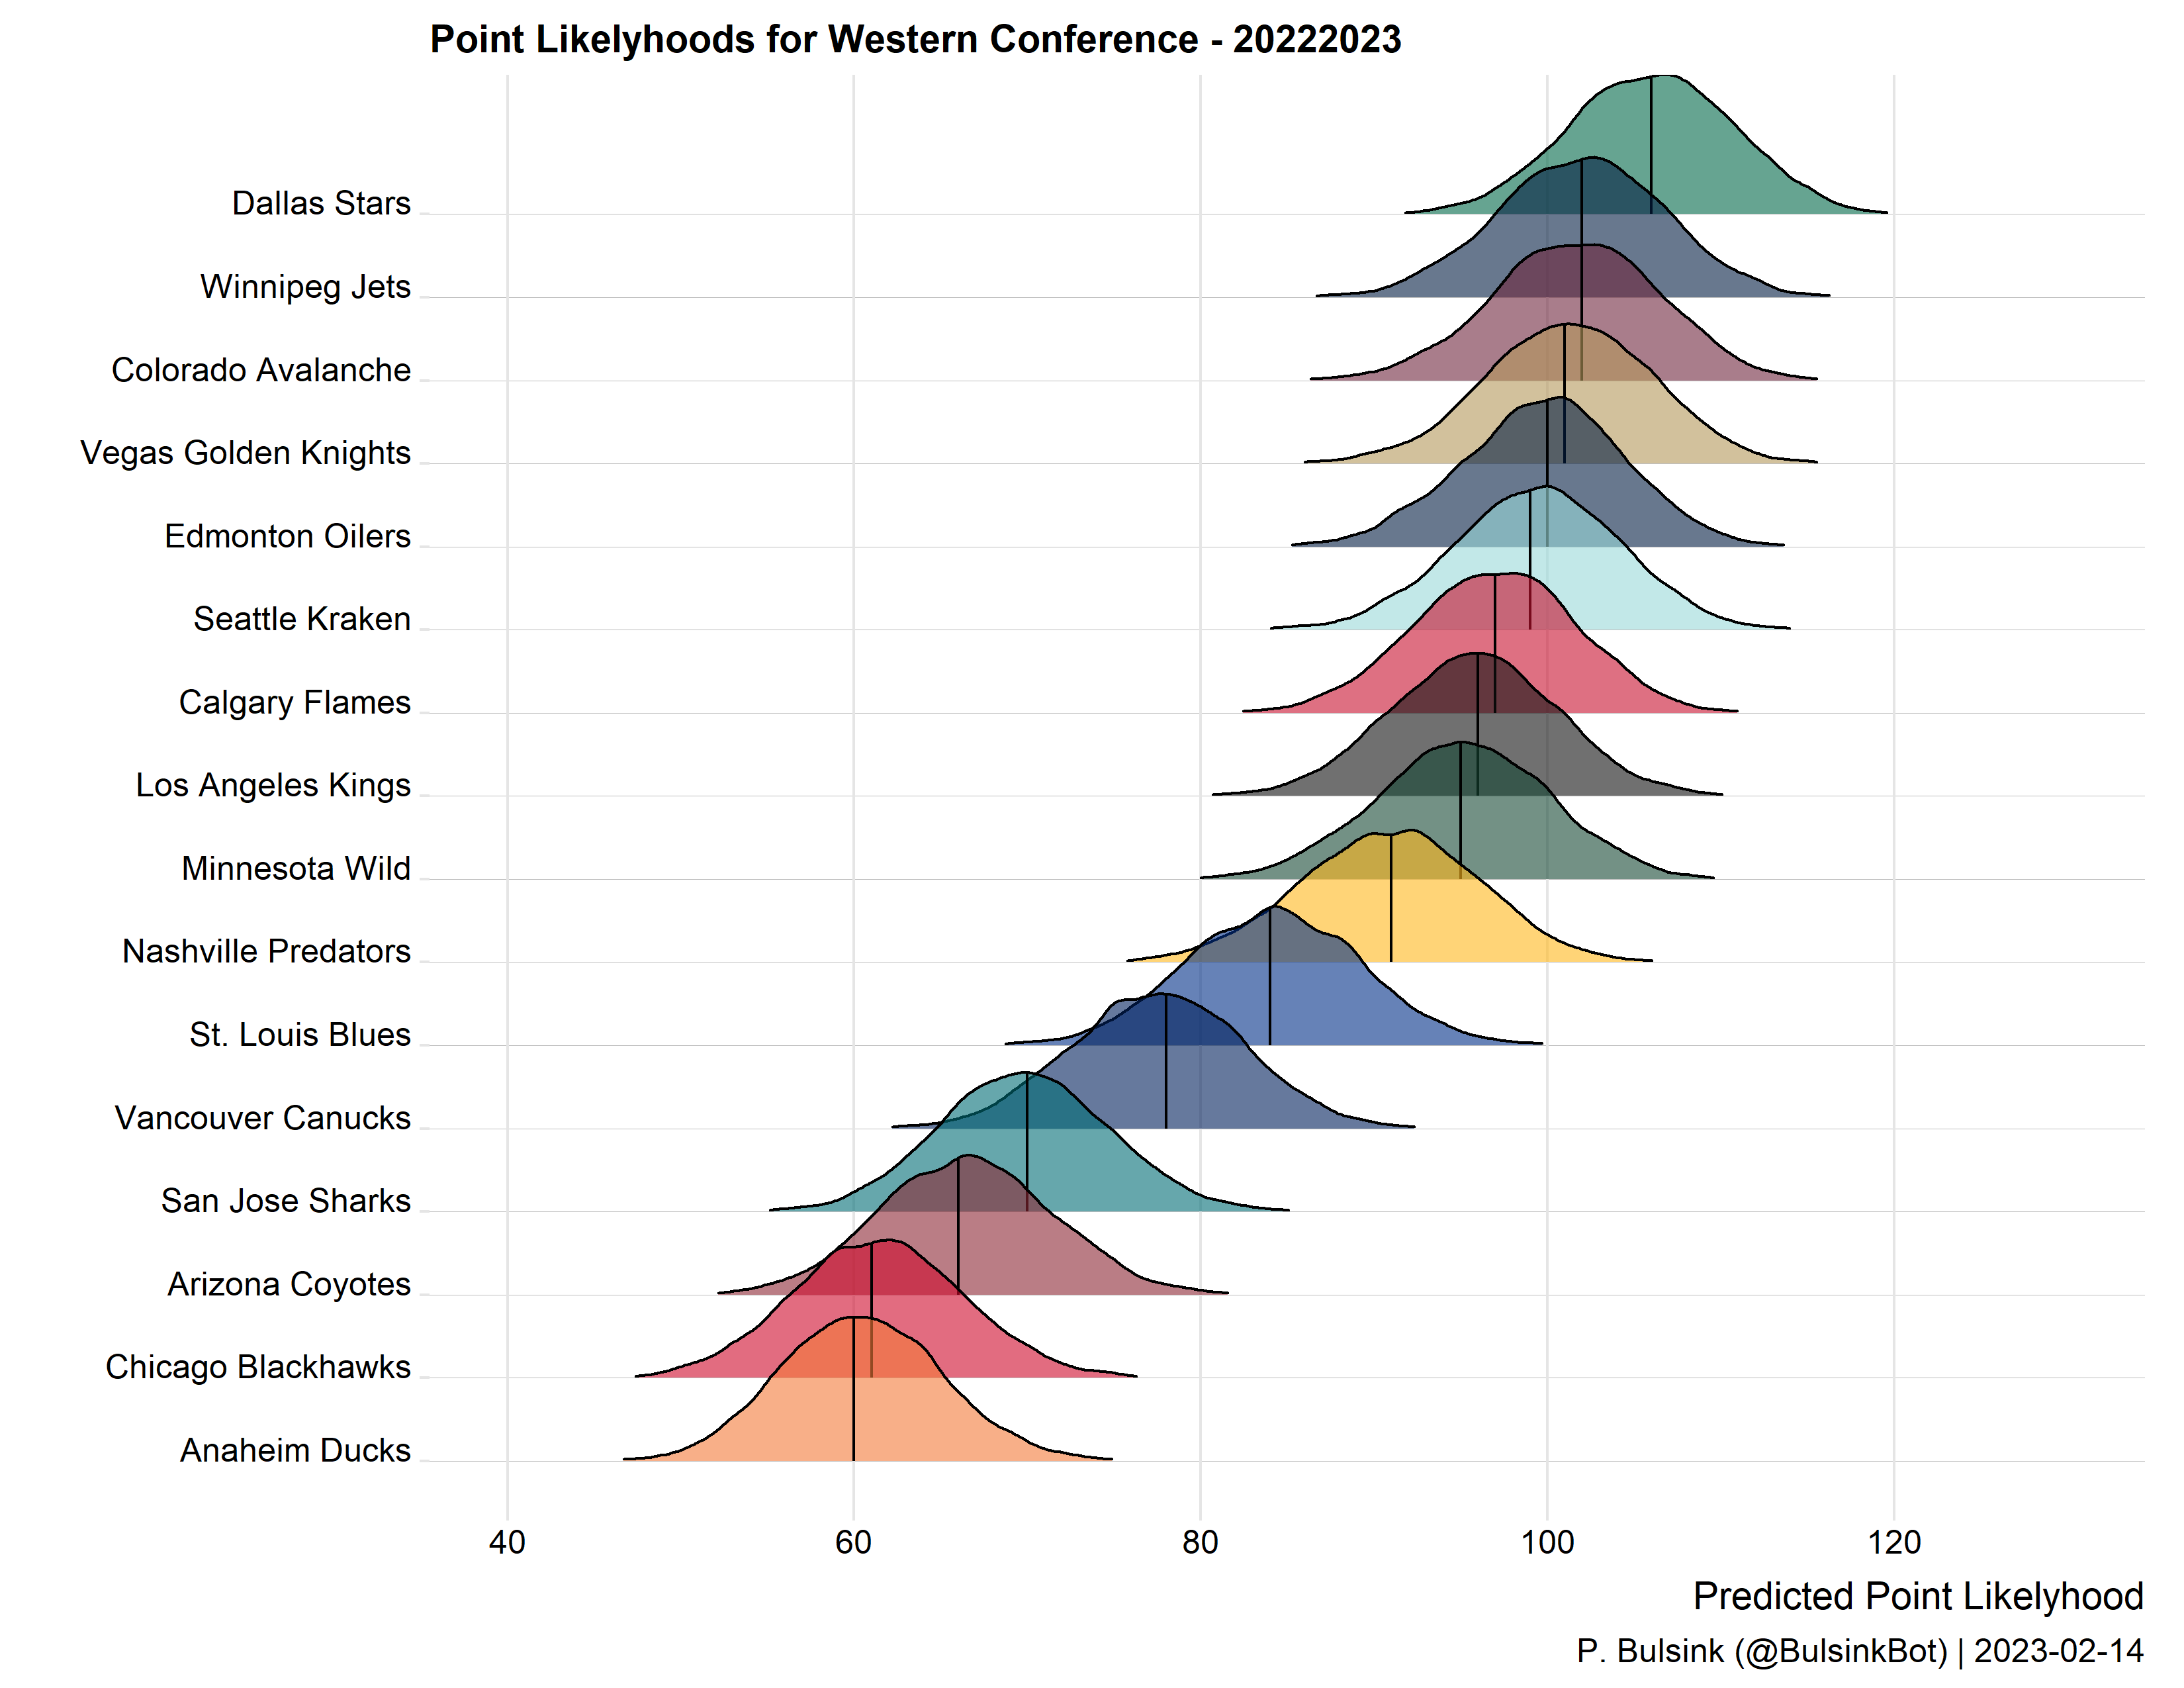 Point Likelyhoods for Western Conference - 20222023
Dallas Stars
Winnipeg Jets
Colorado Avalanche
Vegas Golden Knights
Edmonton Oilers
Seattle Kraken
Calgary Flames
Los Angeles Kings
Minnesota Wild
Nashville Predators
St. Louis Blues
Vancouver Canucks
San Jose Sharks
Arizona Coyotes
Chicago Blackhawks
Anaheim Ducks
40 60 80 100 120
Predicted Point Likelyhood
P. Bulsink (@BulsinkBot) | 2023-02-14